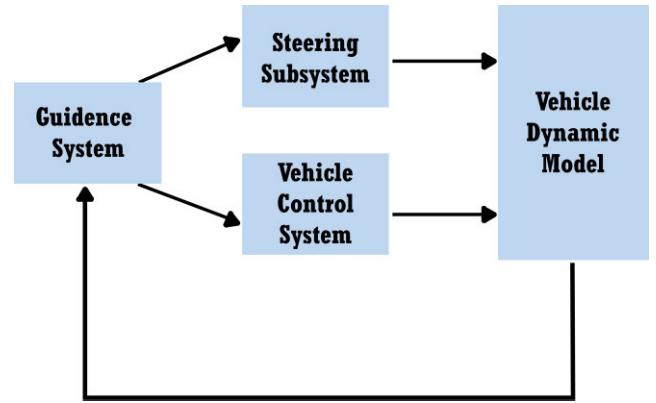 Steering
Subsystem
Guidence
System
Vehicle
Control
System
Vehicle
Dynamic
Model